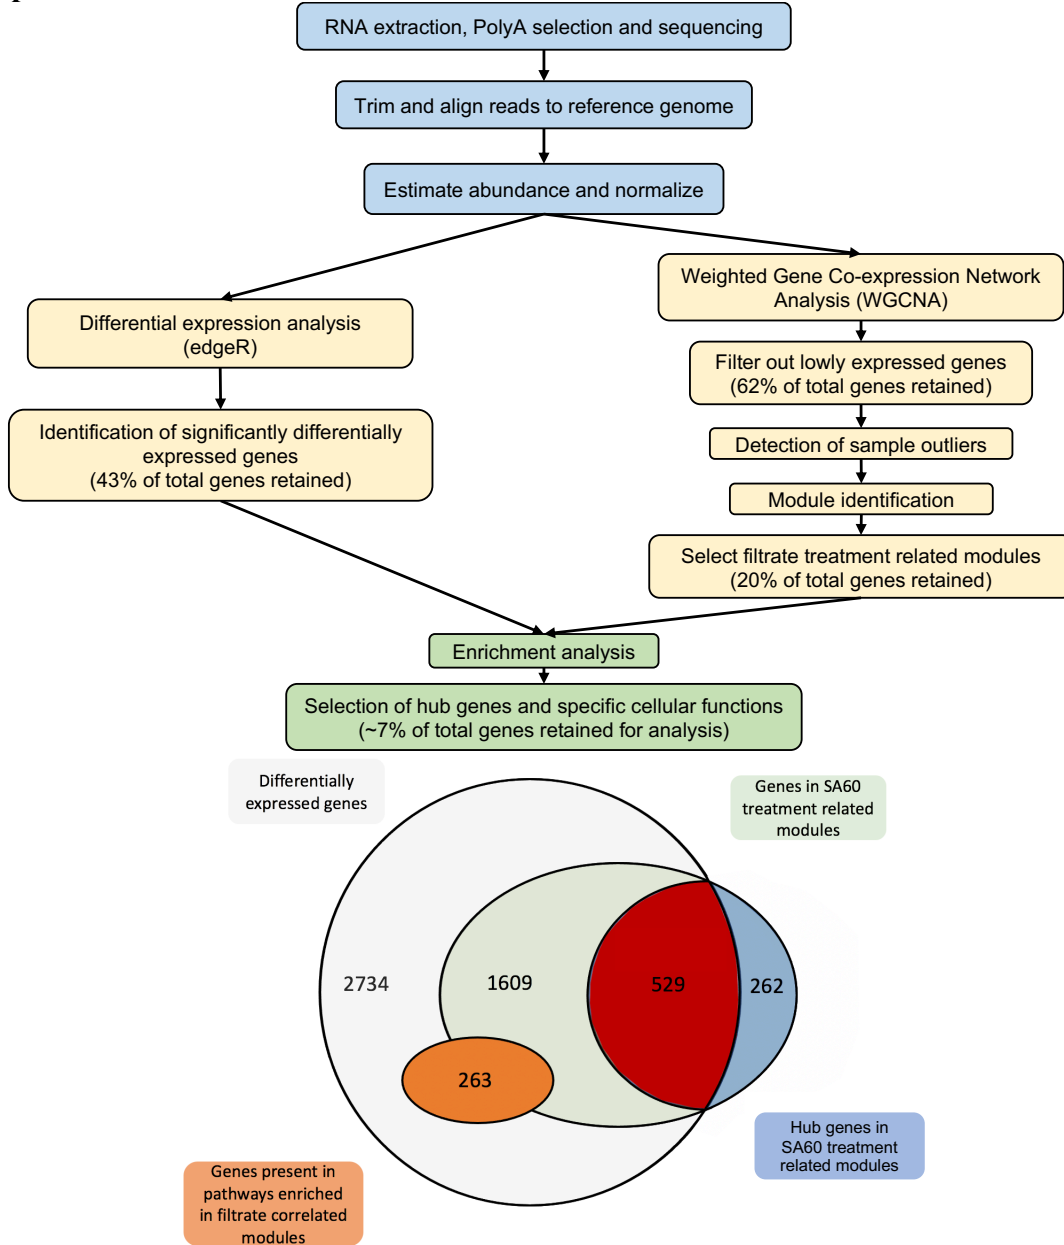 RNA extraction, PolyA selection and sequencing
Trim and align reads to reference genome
Estimate abundance and normalize
Differential expression analysis
(edgeR)
Identification of significantly differentially
expressed genes
(43% of total genes retained)
Weighted Gene Co-expression Network
Analysis (WGCNA)
Filter out lowly expressed genes
(62% of total genes retained)
Detection of sample outliers
Module identification
Select filtrate treatment related modules
(20% of total genes retained)
Enrichment analysis
Selection of hub genes and specific cellular functions
(~7% of total genes retained for analysis)
Differentially
expressed genes
Genes in SA60
treatment related
modules
2734
1609
529
262
263
Hub genes in
SA60 treatment
related modules
Genes present in
pathways enriched
in filtrate correlated
modules